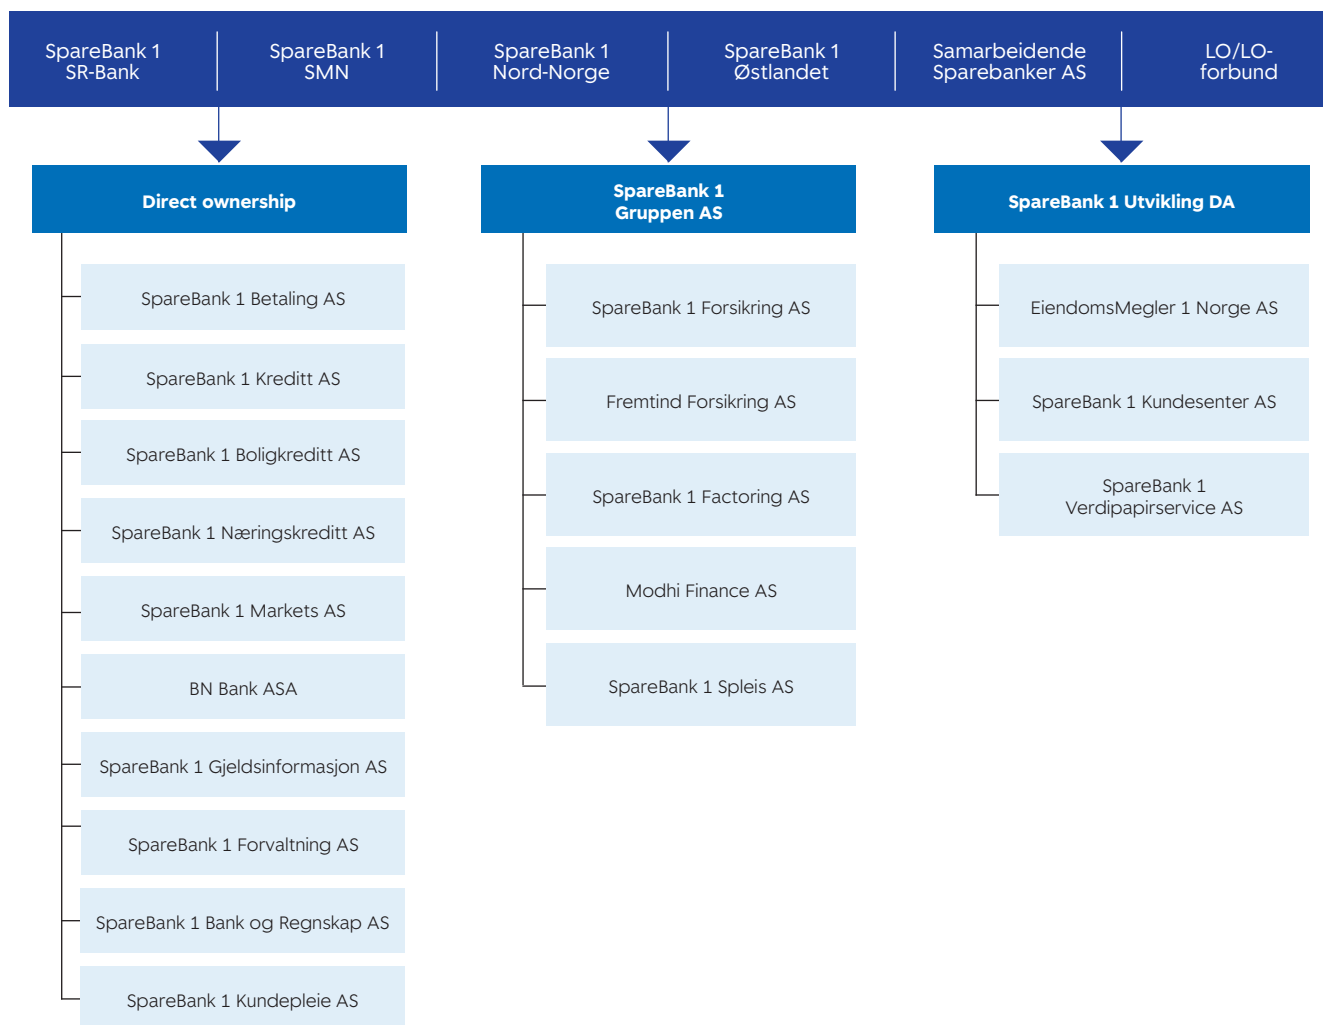 SpareBank 1
SR-Bank
SpareBank 1
SMN
SpareBank 1
Nord-Norge
SpareBank 1
Østlandet
Samarbeidende
Sparebanker AS
LO/LO-
forbund
Direct ownership
SpareBank 1 Betaling AS
SpareBank 1 Kreditt AS
SpareBank 1 Boligkreditt AS
SpareBank 1 Næringskreditt AS
SpareBank 1 Markets AS
BN Bank ASA
SpareBank 1 Gjeldsinformasjon AS
SpareBank 1 Forvaltning AS
SpareBank 1 Bank og Regnskap AS
SpareBank 1 Kundepleie AS
SpareBank 1
Gruppen AS
SpareBank 1 Forsikring AS
Fremtind Forsikring AS
SpareBank 1 Factoring AS
Modhi Finance AS
SpareBank 1 Spleis AS
SpareBank 1 Utvikling DA
EiendomsMegler 1 Norge AS
SpareBank 1 Kundesenter AS
SpareBank 1
Verdipapirservice AS